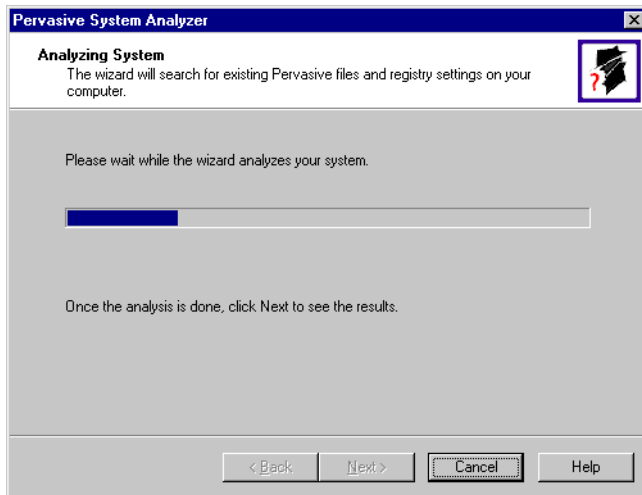 Pervasive System Analyzer
Analyzing System
The wizard will search for existing Pervasive files and registry settings on your
computer.
?
Please wait while the wizard analyzes your system.
Once the analysis is done, click Next to see the results.
< Back
Next >
Cancel
Help